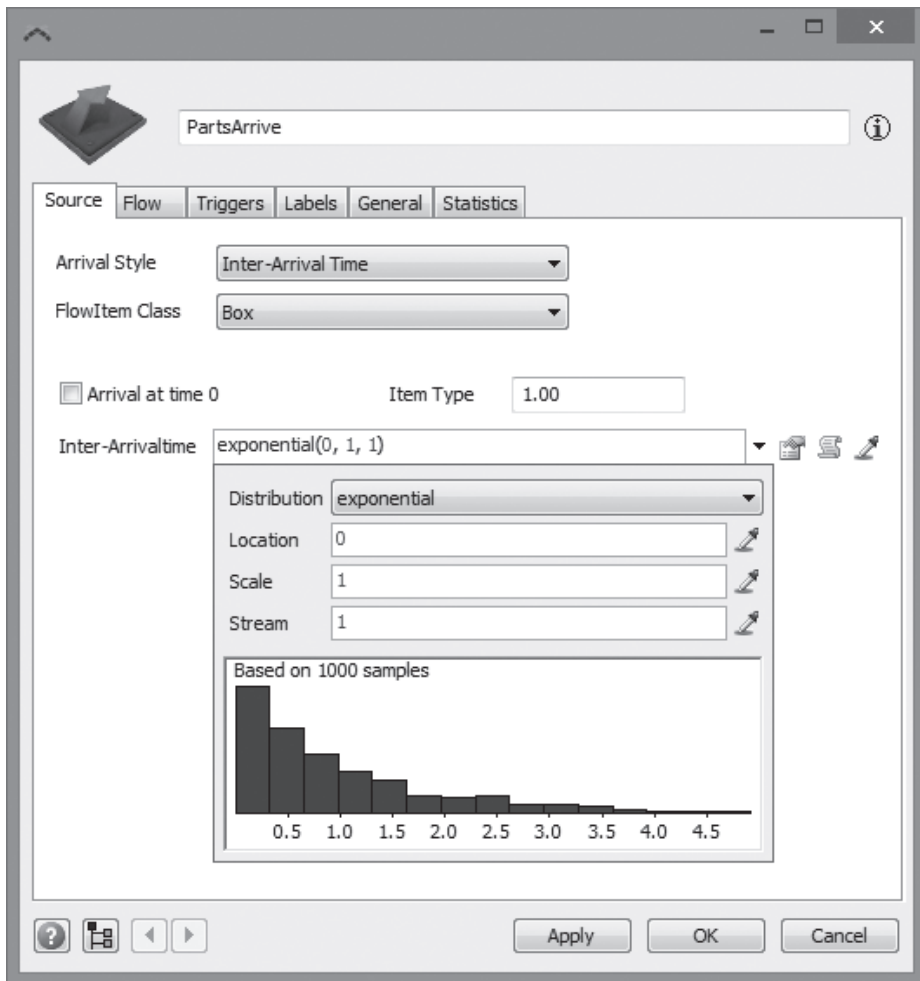 PartsArrive
Source Flow Triggers Labels General Statistics
Arrival Style Inter-Arrival Time
FlowItem Class Box
Arrival at time 0 Item Type 1.00
Inter-Arrivaltime exponential(0, 1, 1)
Distribution exponential
Location 0
Scale 1
Stream 1
Based on 1000 samples
0.5 1.0 1.5 2.0 2.5 3.0 3.5 4.0 4.5
Apply OK Cancel